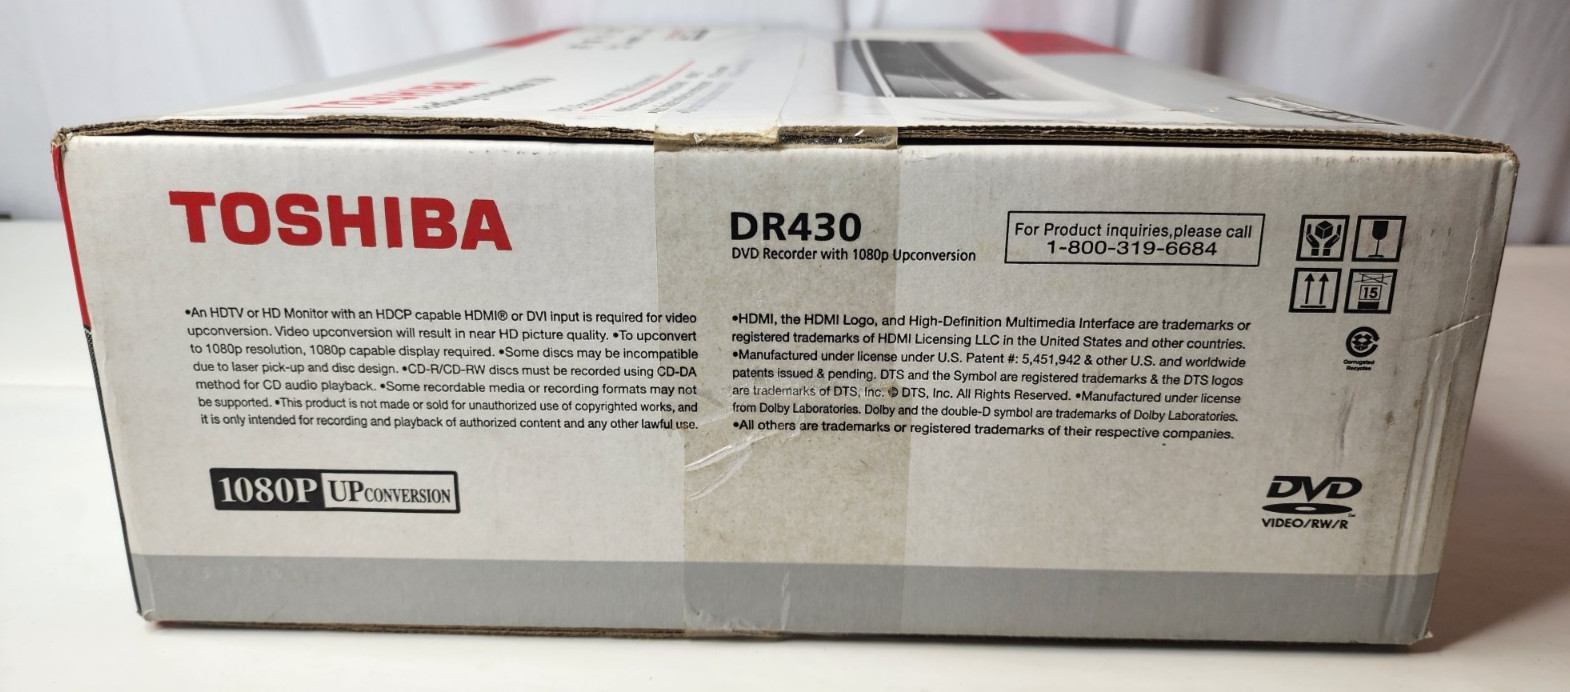 TOSHIBA
TOSHIBA
DR430
DVD Recorder with 1080p Upconversion
For Product inquiries,please call
1-800-319-6684
15
•An HDTV or HD Monitor with an HDCP capable HDMI® or DVI input is required for video
upconversion. Video upconversion will result in near HD picture quality. •To upconvert
to 1080p resolution, 1080p capable display required. •Some discs may be incompatible
due to laser pick-up and disc design. •CD-R/CD-RW discs must be recorded using CD-DA
method for CD audio playback. •Some recordable media or recording formats may not
be supported. •This product is not made or sold for unauthorized use of copyrighted works, and
it is only intended for recording and playback of authorized content and any other lawful use.
•HDMI, the HDMI Logo, and High-Definition Multimedia Interface are trademarks or
registered trademarks of HDMI Licensing LLC in the United States and other countries.
•Manufactured under license under U.S. Patent #: 5,451,942 & other U.S. and worldwide
patents issued & pending. DTS and the Symbol are registered trademarks & the DTS logos
are trademarks of DTS, Inc. © DTS, Inc. All Rights Reserved. •Manufactured under license
from Dolby Laboratories. Dolby and the double-D symbol are trademarks of Dolby Laboratories.
•All others are trademarks or registered trademarks of their respective companies.
Corrugated
Recycles
1080P UPCONVERSION
DVD
VIDEO/RW/R